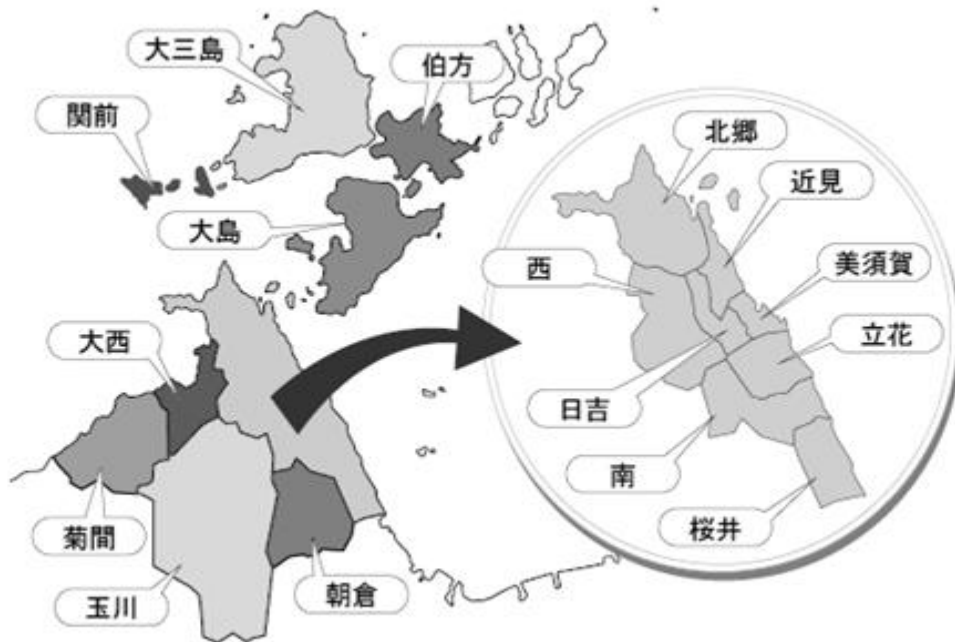 大三島
伯方
関前
大島
大西
菊間
玉川
朝倉
北郷
近見
西
美須賀
立花
日吉
南
桜井